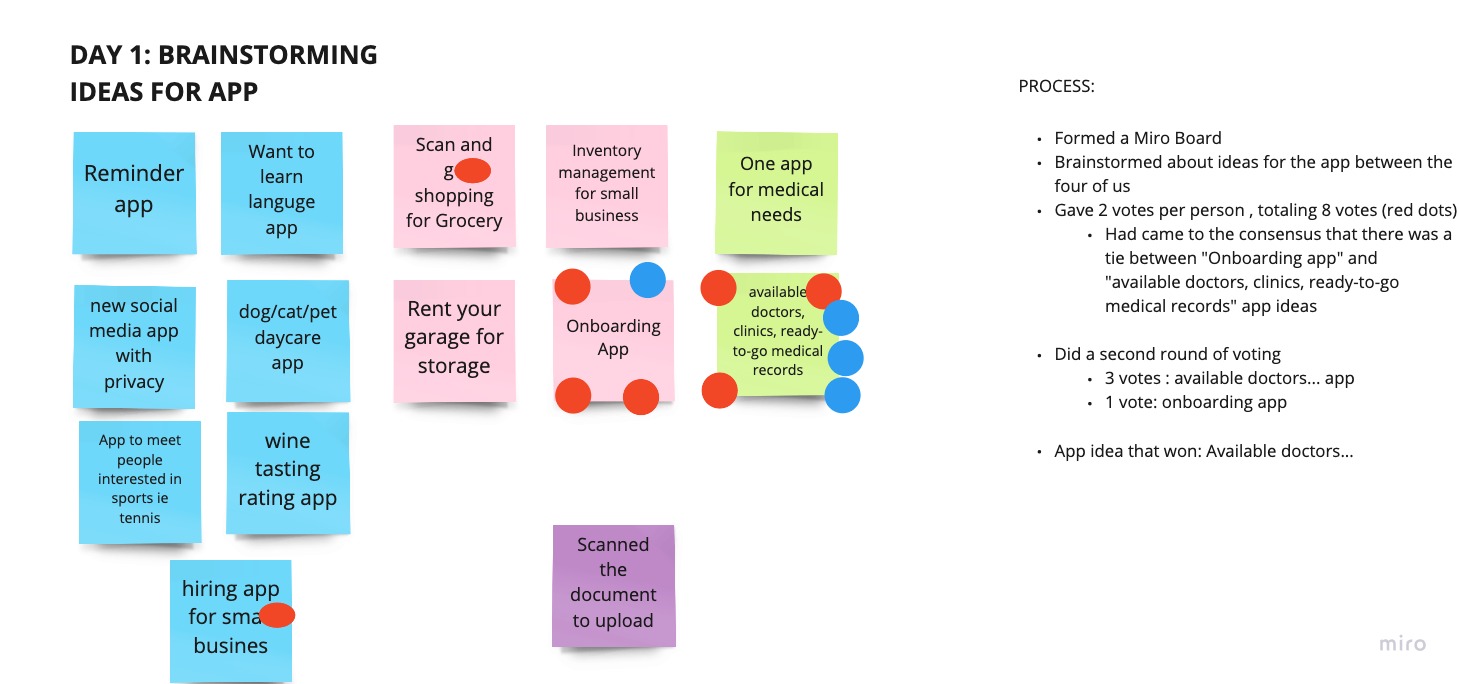 DAY 1: BRAINSTORMING
IDEAS FOR APP
Reminder
app
Want to
learn
languge
app
Scan and
g
shopping
for Grocery
Inventory
management
for small
business
One app
for medical
needs
new social
media app
with
privacy
dog/cat/pet
daycare
app
Rent your
garage for
storage
Onboarding
App
available
doctors,
clinics, ready-
to-go medical
records
App to meet
people
interested in
sports ie
tennis
wine
tasting
rating app
hiring app
for sma
busines
Scanned
the
document
to upload
PROCESS:
• Formed a Miro Board
• Brainstormed about ideas for the app between the
four of us
• Gave 2 votes per person , totaling 8 votes (red dots)
• Had came to the consensus that there was a
tie between "Onboarding app" and
"available doctors, clinics, ready-to-go
medical records" app ideas
• Did a second round of voting
• 3 votes : available doctors... app
• 1 vote: onboarding app
• App idea that won: Available doctors...
miro